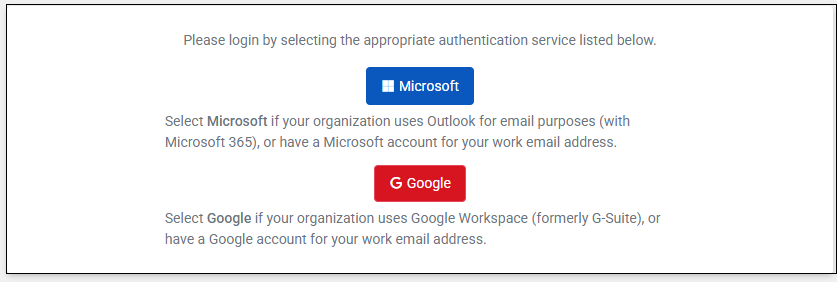 Please login by selecting the appropriate authentication service listed below.
Microsoft
Select Microsoft if your organization uses Outlook for email purposes (with
Microsoft 365), or have a Microsoft account for your work email address.
Google
Select Google if your organization uses Google Workspace (formerly G-Suite), or
have a Google account for your work email address.